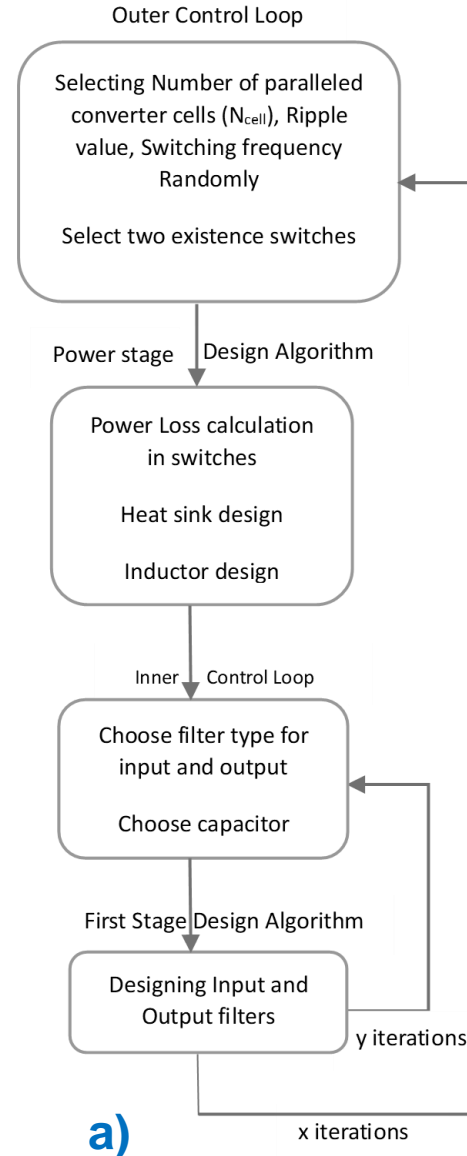 Outer Control Loop
Selecting Number of paralleled
converter cells (Ncell), Ripple
value, Switching frequency
Randomly
Select two existence switches
Power stage Design Algorithm
Power Loss calculation
in switches
Heat sink design
Inductor design
Inner Control Loop
Choose filter type for
input and output
Choose capacitor
First Stage Design Algorithm
Designing Input and
Output filters
y iterations
x iterations
a)